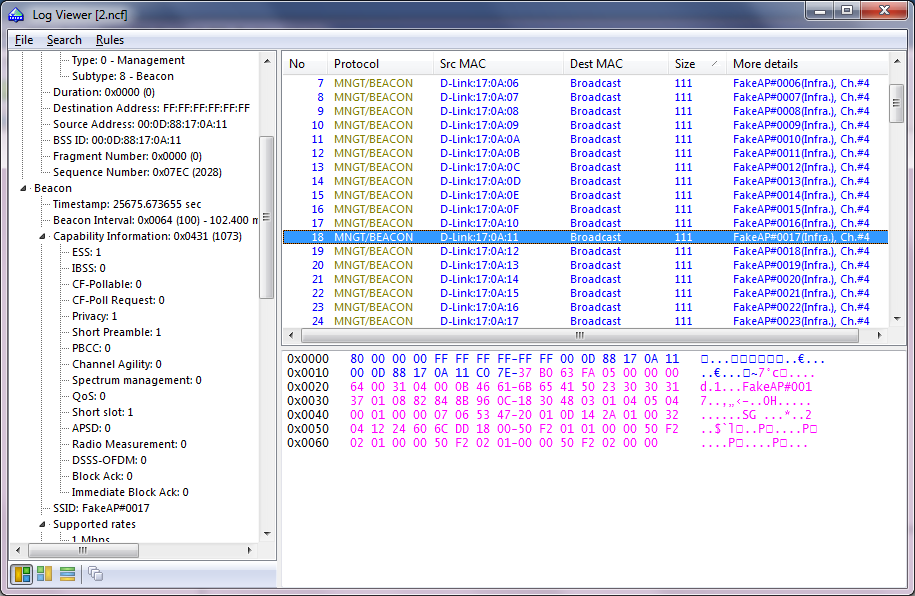 Log Viewer [2.ncf]
File Search Rules
Type: 0 - Management
Subtype: 8 - Beacon
Duration: 0x0000 (0)
Destination Address: FF:FF:FF:FF:FF:FF
Source Address: 00:0D:88:17:0A:11
BSS ID: 00:0D:88:17:0A:11
Fragment Number: 0x0000 (0)
Sequence Number: 0x07EC (2028)
Beacon
Timestamp: 25675.673655 sec
Beacon Interval: 0x0064 (100) - 102.400 m
Capability Information: 0x0431 (1073)
ESS: 1
IBSS: 0
CF-Pollable: 0
CF-Poll Request: 0
Privacy: 1
Short Preamble: 1
PBCC: 0
Channel Agility: 0
Spectrum management: 0
QoS: 0
Short slot: 1
APSD: 0
Radio Measurement: 0
DSSS-OFDM: 0
Block Ack: 0
Immediate Block Ack: 0
SSID: FakeAP#0017
Supported rates
1 Mbps
No Protocol Src MAC Dest MAC Size More details
7 MNGT/BEACON D-Link:17:0A:06 Broadcast 111 FakeAP#0006(Infra.), Ch.#4
8 MNGT/BEACON D-Link:17:0A:07 Broadcast 111 FakeAP#0007(Infra.), Ch.#4
9 MNGT/BEACON D-Link:17:0A:08 Broadcast 111 FakeAP#0008(Infra.), Ch.#4
10 MNGT/BEACON D-Link:17:0A:09 Broadcast 111 FakeAP#0009(Infra.), Ch.#4
11 MNGT/BEACON D-Link:17:0A:0A Broadcast 111 FakeAP#0010(Infra.), Ch.#4
12 MNGT/BEACON D-Link:17:0A:0B Broadcast 111 FakeAP#0011(Infra.), Ch.#4
13 MNGT/BEACON D-Link:17:0A:0C Broadcast 111 FakeAP#0012(Infra.), Ch.#4
14 MNGT/BEACON D-Link:17:0A:0D Broadcast 111 FakeAP#0013(Infra.), Ch.#4
15 MNGT/BEACON D-Link:17:0A:0E Broadcast 111 FakeAP#0014(Infra.), Ch.#4
16 MNGT/BEACON D-Link:17:0A:0F Broadcast 111 FakeAP#0015(Infra.), Ch.#4
17 MNGT/BEACON D-Link:17:0A:10 Broadcast 111 FakeAP#0016(Infra.), Ch.#4
18 MNGT/BEACON D-Link:17:0A:11 Broadcast 111 FakeAP#0017(Infra.), Ch.#4
19 MNGT/BEACON D-Link:17:0A:12 Broadcast 111 FakeAP#0018(Infra.), Ch.#4
20 MNGT/BEACON D-Link:17:0A:13 Broadcast 111 FakeAP#0019(Infra.), Ch.#4
21 MNGT/BEACON D-Link:17:0A:14 Broadcast 111 FakeAP#0020(Infra.), Ch.#4
22 MNGT/BEACON D-Link:17:0A:15 Broadcast 111 FakeAP#0021(Infra.), Ch.#4
23 MNGT/BEACON D-Link:17:0A:16 Broadcast 111 FakeAP#0022(Infra.), Ch.#4
24 MNGT/BEACON D-Link:17:0A:17 Broadcast 111 FakeAP#0023(Infra.), Ch.#4
0x0000 80 00 00 00 FF FF FF FF-FF FF 00 0D 88 17 0A 11 □...□□□□□□..€...
0x0010 00 0D 88 17 0A 11 C0 7E-37 B0 63 FA 05 00 00 00 ..€...□~7°c□....
0x0020 64 00 31 04 00 0B 46 61-6B 65 41 50 23 30 30 31 d.1...FakeAP#001
0x0030 37 01 08 82 84 8B 96 0C-18 30 48 03 01 04 05 04 7..‚„‹–..0H.....
0x0040 00 01 00 00 07 06 53 47-20 01 0D 14 2A 01 00 32 ......SG ...*..2
0x0050 04 12 24 60 6C DD 18 00-50 F2 01 01 00 00 50 F2 ..$`l□..P□....P□
0x0060 02 01 00 00 50 F2 02 01-00 00 50 F2 02 00 00 ....P□....P□...